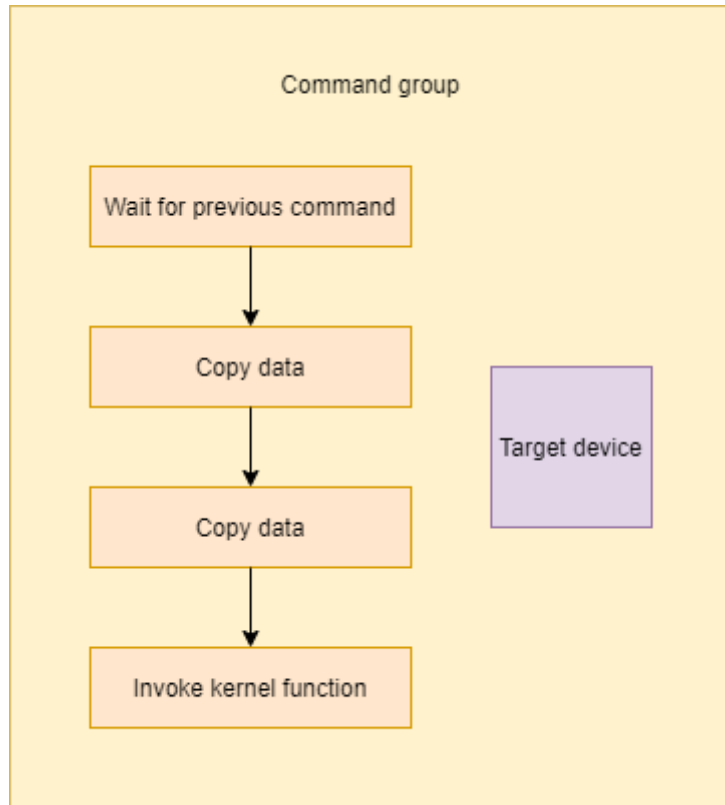 Command group
Wait for previous command
Copy data
Copy data
Target device
Invoke kernel function